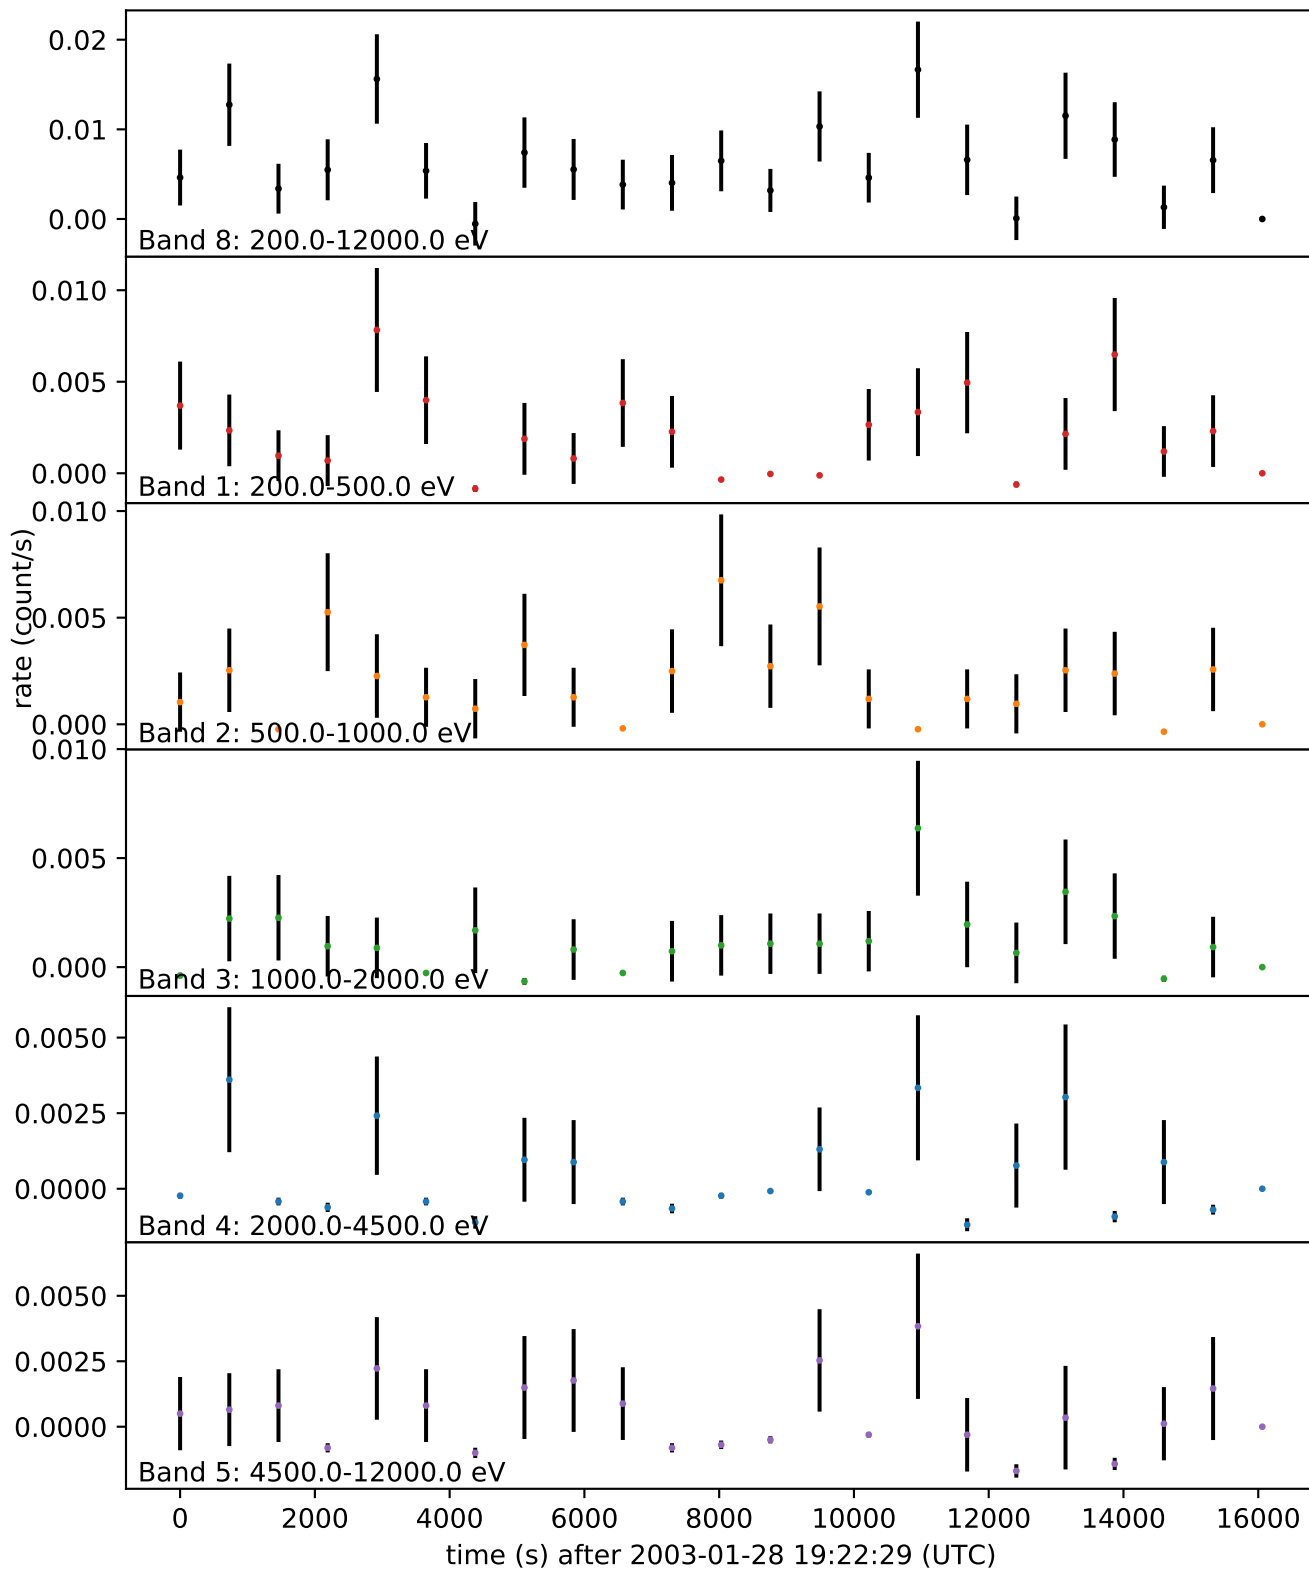 0.02
0.01
0.00
Band 8: 200.0-12000.0 eV
0.010
0.005
0.000
Band 1: 200.0-500.0 eV
rate (count/s)
0.010
0.005
0.000
Band 2: 500.0-1000.0 eV
0.010
0.005
0.000
Band 3: 1000.0-2000.0 eV
0.0050
0.0025
0.0000
Band 4: 2000.0-4500.0 eV
0.0050
0.0025
0.0000
Band 5: 4500.0-12000.0 eV
0 2000 4000 6000 8000 10000 12000 14000 16000
time (s) after 2003-01-28 19:22:29 (UTC)